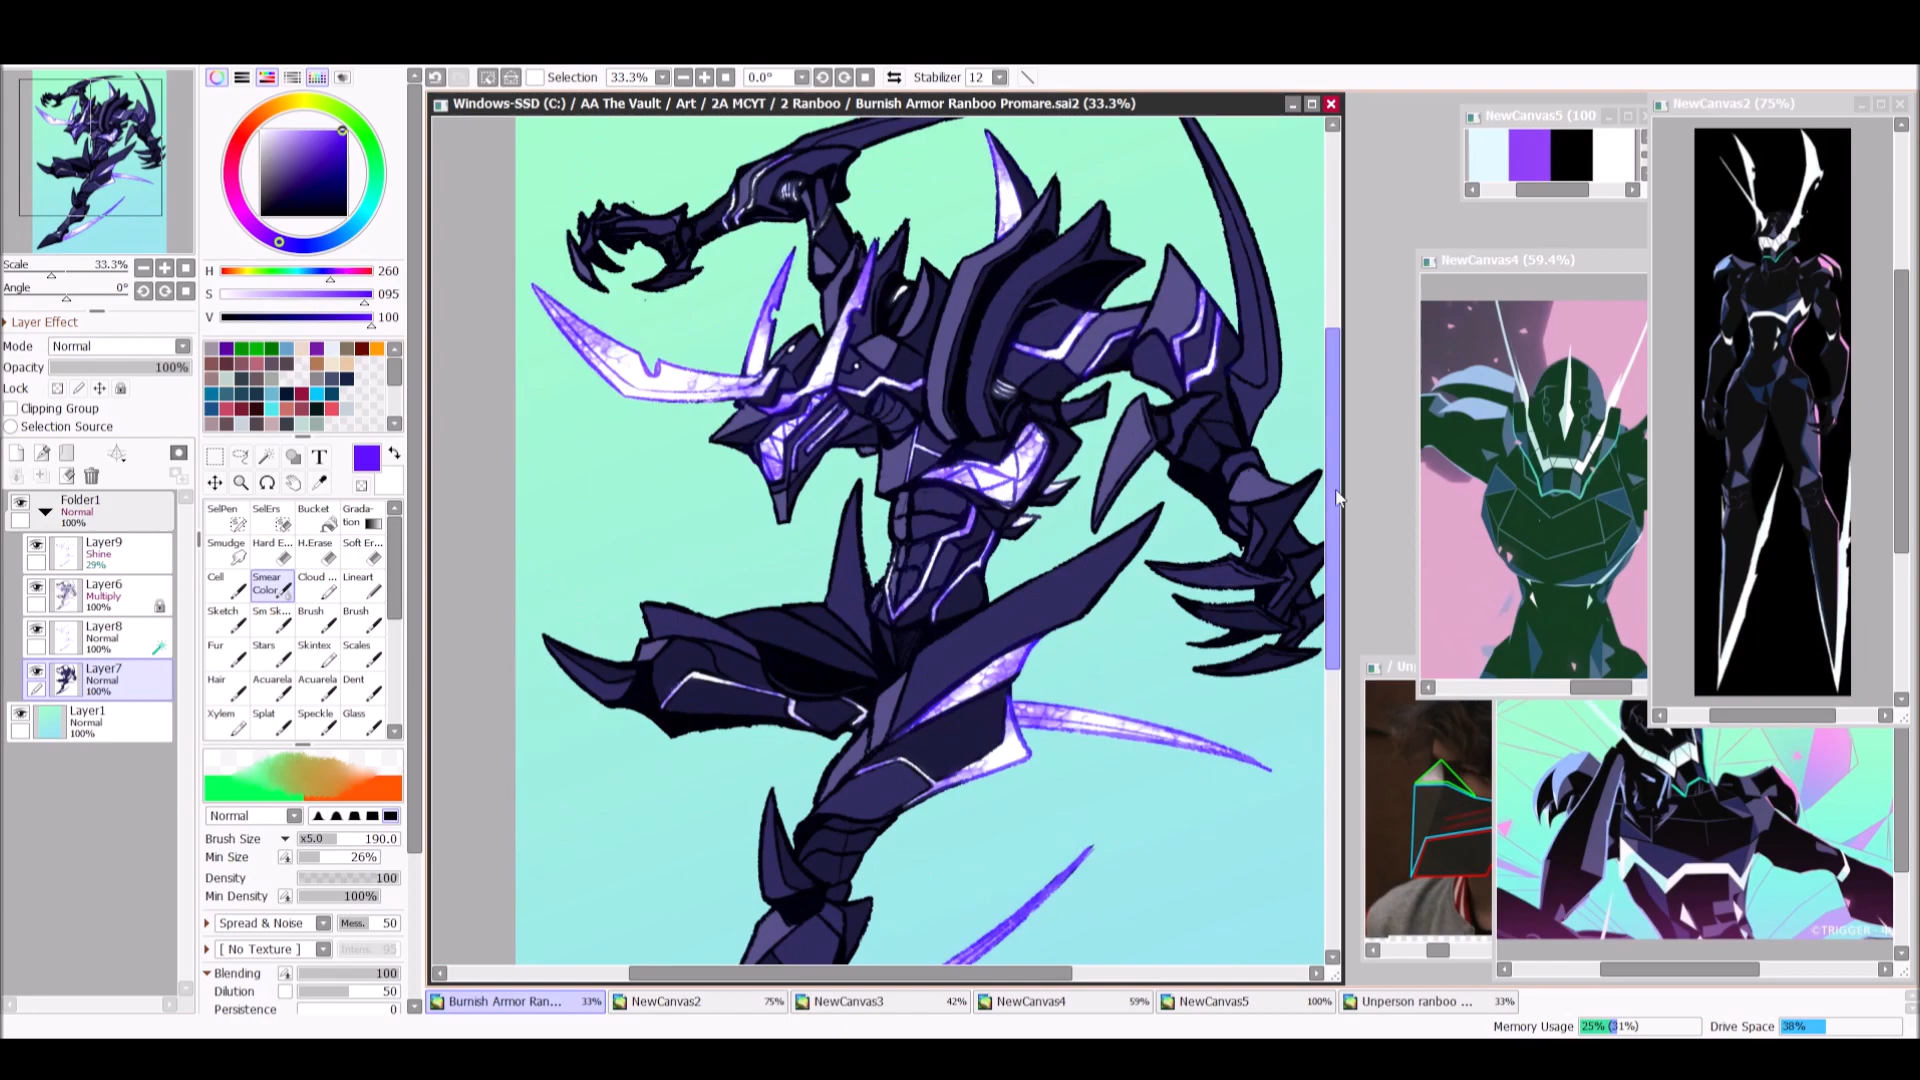 Selection 33.3% 0.0° Stabilizer 12
Windows-SSD (C:) / AA The Vault / Art / 2A MCYT / 2 Ranboo / Burnish Armor Ranboo Promare.sai2 (33.3%)
NewCanvas5 (100
NewCanvas2 (75%)
NewCanvas4 (59.4%)
Scale 33.3%
Angle 0°
Layer Effect
Mode Normal
Opacity 100%
Lock
Clipping Group
Selection Source
Folder1
Normal
100%
Layer9
Shine
29%
Layer6
Multiply
100%
Layer8
Normal
100%
Layer7
Normal
100%
Layer1
Normal
100%
H 260
S 095
V 100
T
SelPen SelErs Bucket Grada-
tion
Smudge Hard E... H.Erase Soft Er...
Cell Smear Cloud ... Lineart
Color
Sketch Sm Sk... Brush Brush
Fur Stars Skintex Scales
Hair Acuarela Acuarela Dent
Xylem Splat Speckle Glass
Normal
Brush Size x5.0 190.0
Min Size 26%
Density 100
Min Density 100%
Spread & Noise Mess. 50
[ No Texture ] Intens. 95
Blending 100
Dilution 50
Persistence 0
©TRIGGER
Burnish Armor Ran... 33%
NewCanvas2 75%
NewCanvas3 42%
NewCanvas4 59%
NewCanvas5 100%
Unperson ranboo ... 33%
Memory Usage 25% (31%) Drive Space 38%